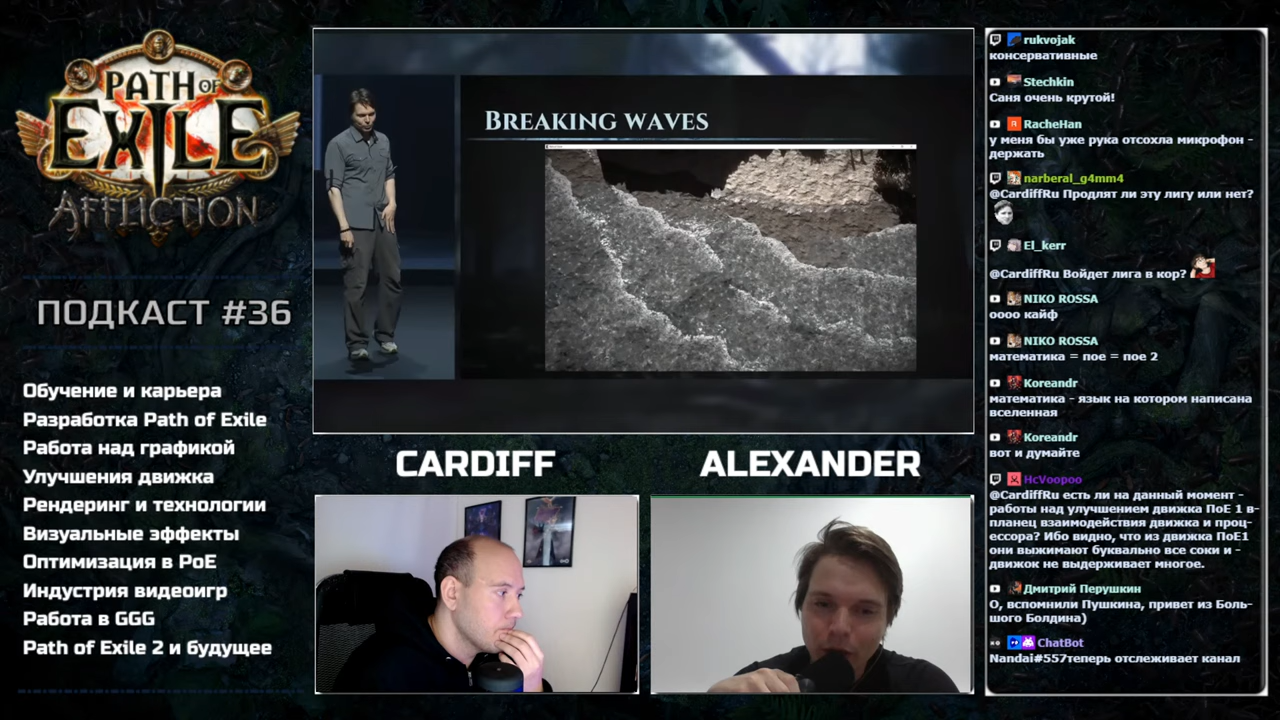 PATH OF
EXILE
AFFLICTION
ПОДКАСТ #36
Обучение и карьера
Разработка Path of Exile
Работа над графикой
Улучшения движка
Рендеринг и технологии
Визуальные эффекты
Оптимизация в PoE
Индустрия видеоигр
Работа в GGG
Path of Exile 2 и будущее
BREAKING WAVES
CARDIFF
ALEXANDER
rukvojak
консервативные
Stechkin
Саня очень крутой!
RacheHan
у меня бы уже рука отсохла микрофон -
держать
narberal_g4mm4
@CardiffRu Продлят ли эту лигу или нет?
El_kerr
@CardiffRu Войдет лига в кор?
NIKO ROSSA
оооо кайф
NIKO ROSSA
математика = пое = пое 2
Koreandr
математика - язык на котором написана
вселенная
Koreandr
вот и думайте
HcVoopoo
@CardiffRu есть ли на данный момент -
работы над улучшением движка ПоЕ 1 в-
планец взаимодействия движка и проц-
ессора? Ибо видно, что из движка ПоЕ1
они выжимают буквально все соки и -
движок не выдерживает многое.
Дмитрий Перушкин
О, вспомнили Пушкина, привет из Боль-
шого Болдина)
ChatBot
Nandai#557теперь отслеживает канал